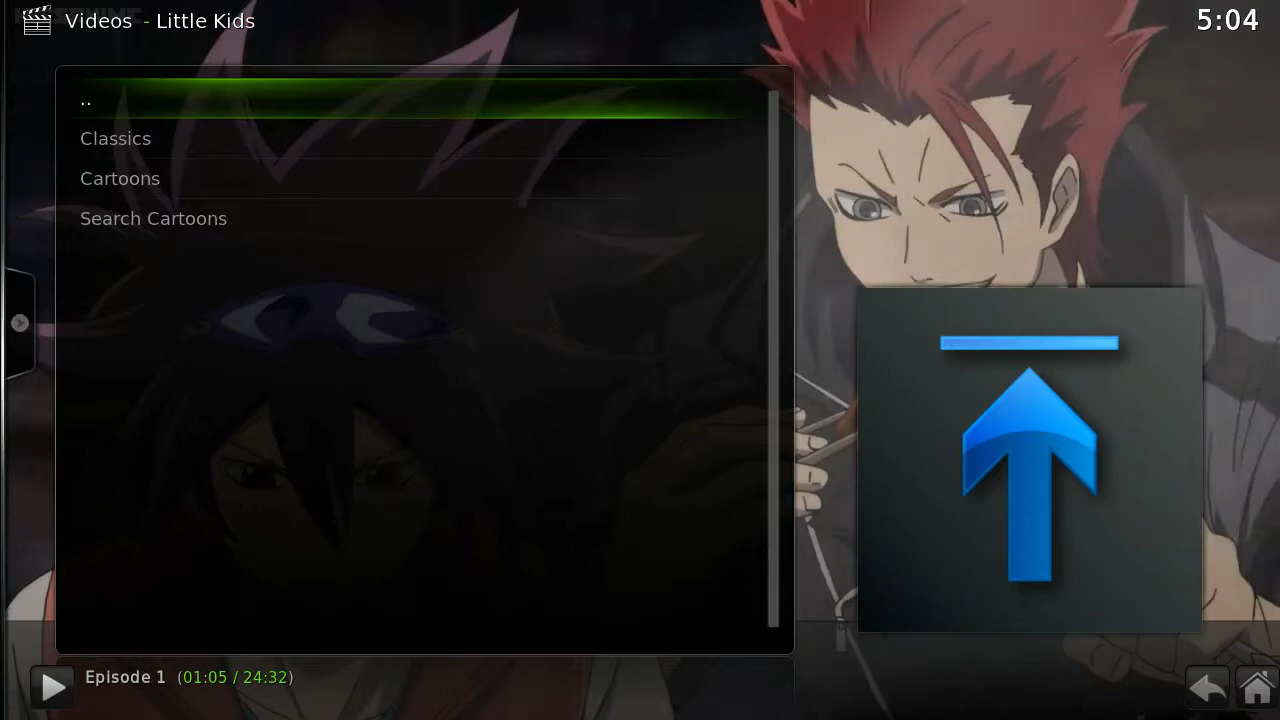 Videos - Little Kids
5:04
..
Classics
Cartoons
Search Cartoons
Episode 1 (01:05 / 24:32)